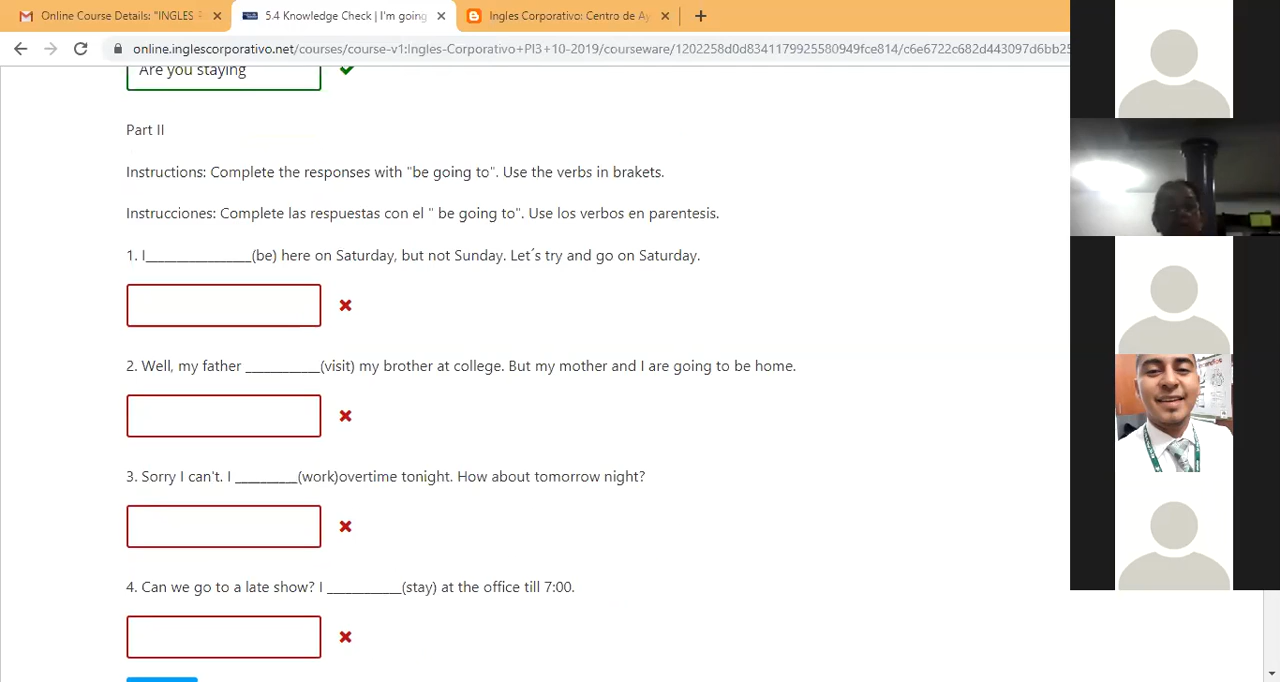 Online Course Details: "INGLES
5.4 Knowledge Check | I'm going
Ingles Corporativo: Centro de Ay
online.inglescorporativo.net/courses/course-v1:Ingles-Corporativo+PI3+10-2019/courseware/1202258d0d8341179925580949fce814/c6e6722c682d443097d6bb25
Are you staying
Part II
Instructions: Complete the responses with "be going to". Use the verbs in brakets.
Instrucciones: Complete las respuestas con el " be going to". Use los verbos en parentesis.
1. I________________(be) here on Saturday, but not Sunday. Let´s try and go on Saturday.
2. Well, my father ___________(visit) my brother at college. But my mother and I are going to be home.
3. Sorry I can't. I _________(work)overtime tonight. How about tomorrow night?
4. Can we go to a late show? I ___________(stay) at the office till 7:00.